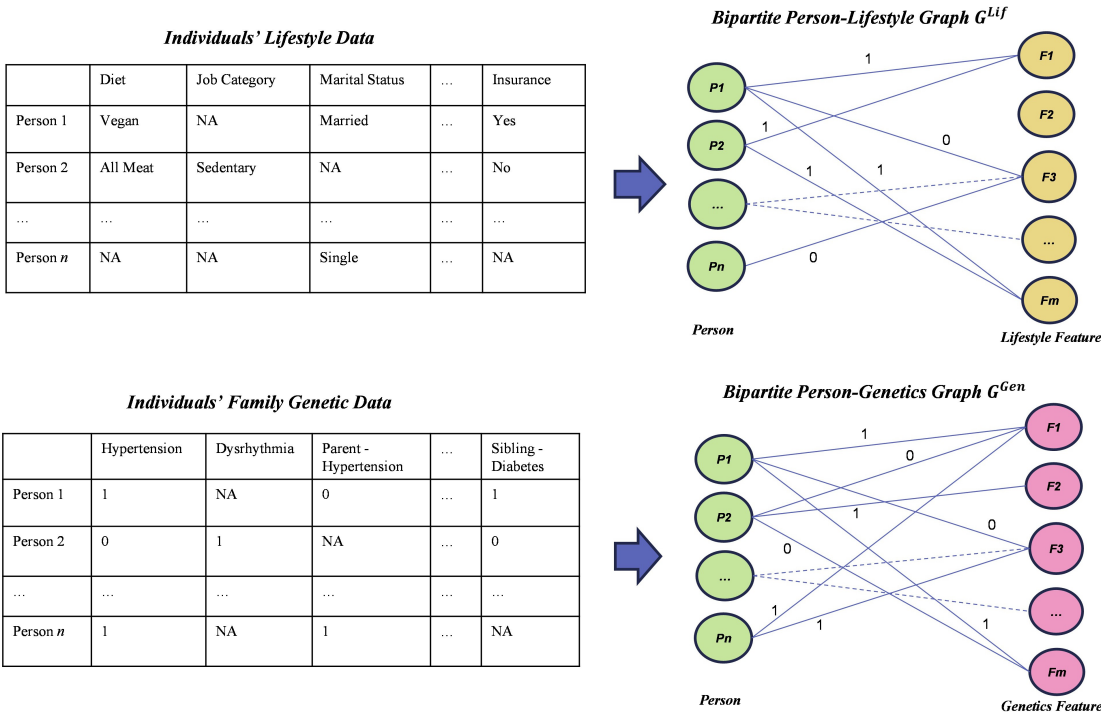 Individuals' Lifestyle Data
Diet Job Category Marital Status ... Insurance
Person 1 Vegan NA Married ... Yes
Person 2 All Meat Sedentary NA ... No
... ... ... ... ... ...
Person n NA NA Single ... NA
Bipartite Person-Lifestyle Graph G^Lif
P1
P2
...
Pn
1
1
0
1
1
0
F1
F2
F3
...
Fm
Person
Lifestyle Feature
Individuals' Family Genetic Data
Hypertension Dysrhythmia Parent - ... Sibling -
Hypertension Diabetes
Person 1 1 NA 0 ... 1
Person 2 0 1 NA ... 0
... ... ... ... ... ...
Person n 1 NA 1 ... NA
Bipartite Person-Genetics Graph G^Gen
P1
P2
...
Pn
1
0
1
0
0
1
1
1
F1
F2
F3
...
Fm
Person
Genetics Feature